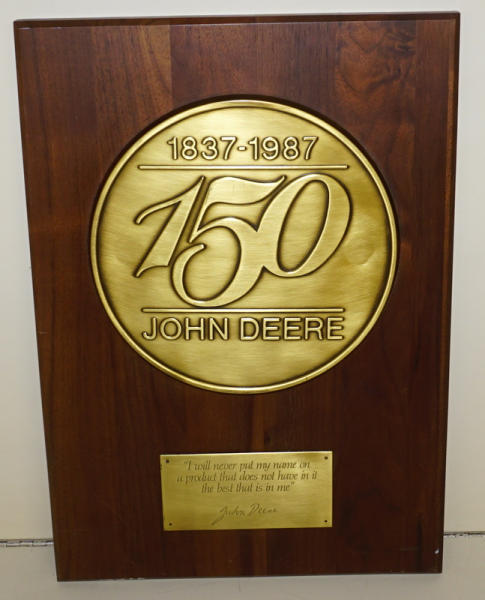 1837-1987
150
JOHN DEERE
"I will never put my name on
a product that does not have in it
the best that is in me"
John Deere